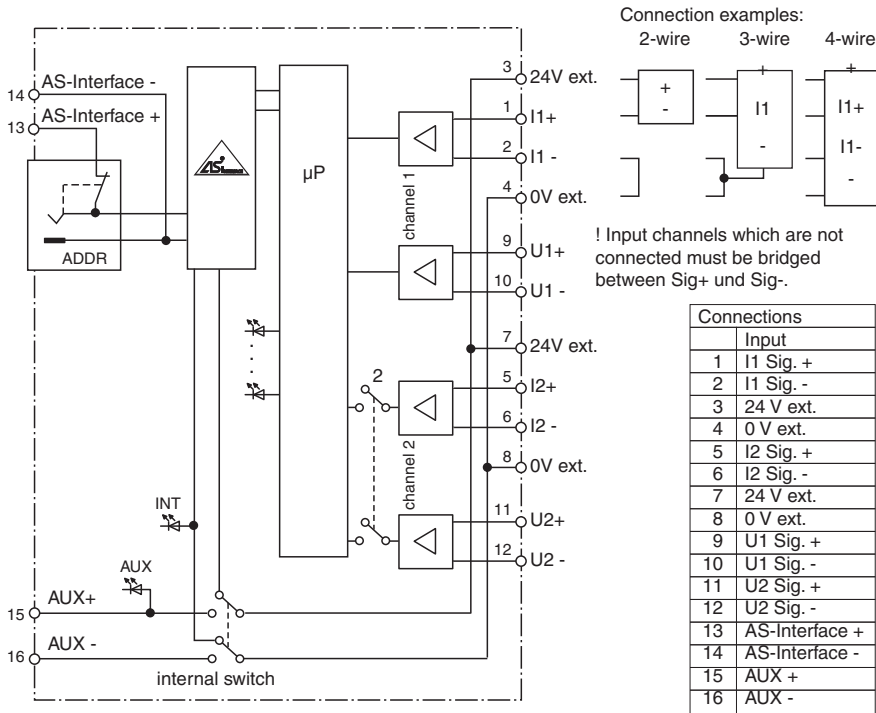 Connection examples:
2-wire
3-wire
4-wire
+
-
+
I1
-
+
I1+
I1-
-
! Input channels which are not
connected must be bridged
between Sig+ und Sig-.
14 AS-Interface -
13 AS-Interface +
ADDR
µP
channel 1
channel 2
2
INT
AUX
15 AUX+
16 AUX -
internal switch
3 24V ext.
1 I1+
2 I1 -
4 0V ext.
9 U1+
10 U1 -
7 24V ext.
5 I2+
6 I2 -
8 0V ext.
11 U2+
12 U2 -
Connections
Input
1 I1 Sig. +
2 I1 Sig. -
3 24 V ext.
4 0 V ext.
5 I2 Sig. +
6 I2 Sig. -
7 24 V ext.
8 0 V ext.
9 U1 Sig. +
10 U1 Sig. -
11 U2 Sig. +
12 U2 Sig. -
13 AS-Interface +
14 AS-Interface -
15 AUX +
16 AUX -